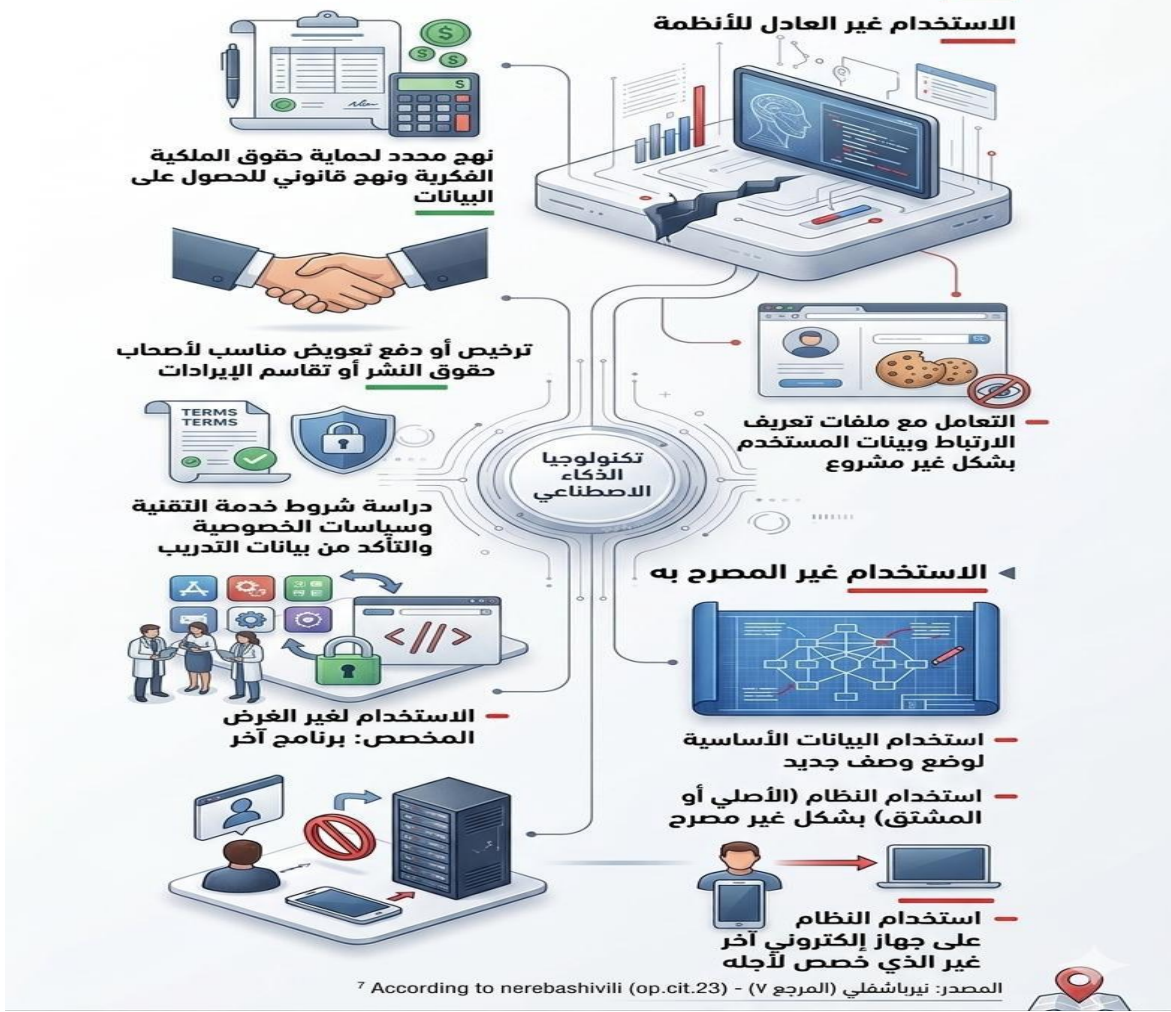 الاستخدام غير العادل للأنظمة
نهج محدد لحماية حقوق الملكية
الفكرية ونهج قانوني للحصول على
البيانات
ترخيص أو دفع تعويض مناسب لأصحاب
حقوق النشر أو تقاسم الإيرادات
التعامل مع ملفات تعريف
الارتباط وبينات المستخدم
بشكل غير مشروع
TERMS
TERMS
تكنولوجيا
الذكاء
الاصطناعي
دراسة شروط خدمة التقنية
وسياسات الخصوصية
والتأكد من بيانات التدريب
الاستخدام غير المصرح به
</>
الاستخدام لغير الغرض
المخصص: برنامج آخر
استخدام البيانات الأساسية
لوضع وصف جديد
استخدام النظام (الأصلي أو
المشتق) بشكل غير مصرح
استخدام النظام
على جهاز إلكتروني آخر
غير الذي خصص لأجله
المصدر: نيرباشفلي (المرجع ٧) - According to nerebashivili (op.cit.23) ⁷